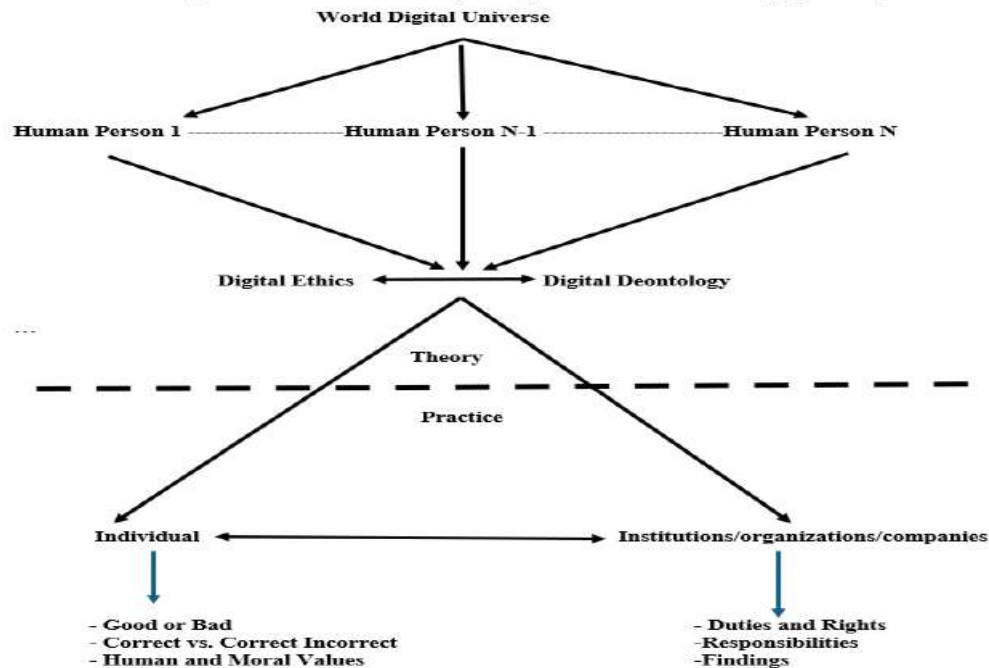 World Digital Universe
Human Person 1 Human Person N-1 Human Person N
Digital Ethics Digital Deontology
...
Theory
Practice
Individual Institutions/organizations/companies
- Good or Bad
- Correct vs. Correct Incorrect
- Human and Moral Values
- Duties and Rights
-Responsibilities
-Findings